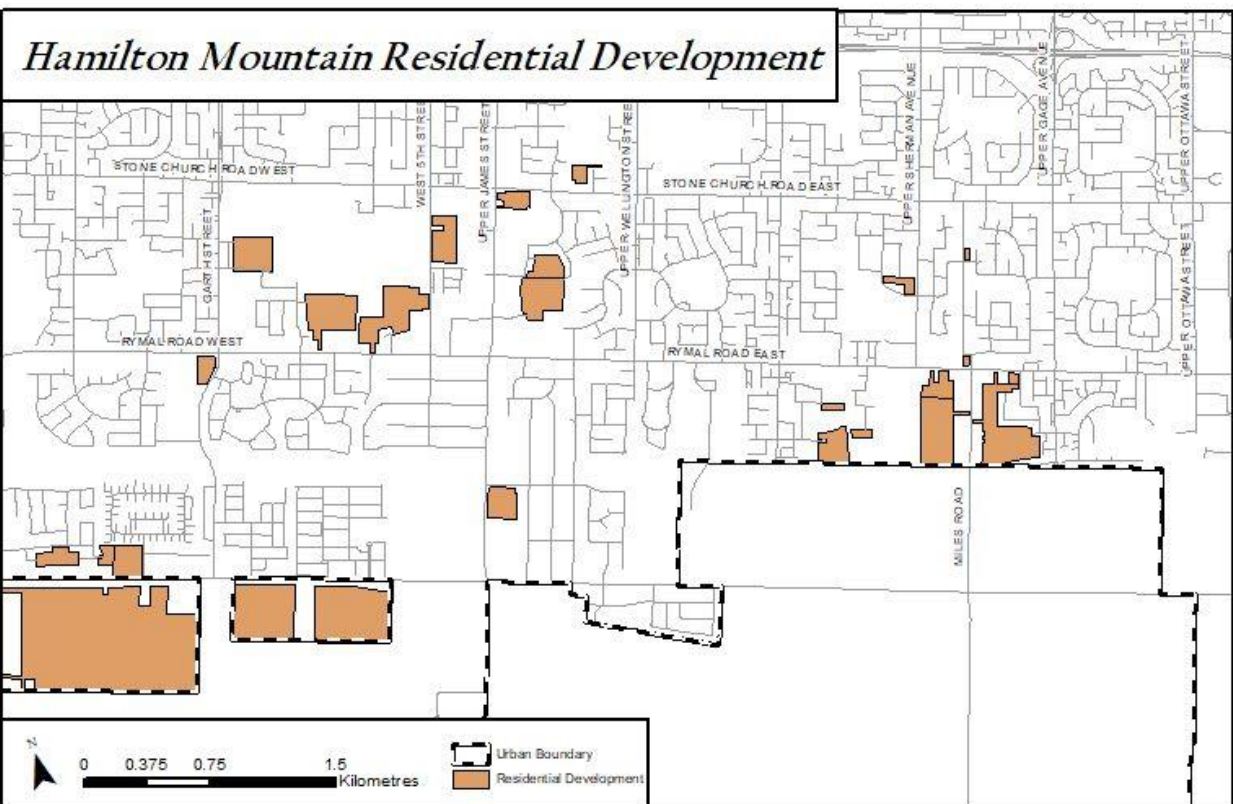 Hamilton Mountain Residential Development
STONE CHURCH ROAD WEST
WEST 5TH STREE
UPPER JAMES STREET
UPPER WELLINGTON STREE
STONE CHURCH ROAD EAST
UPPER SHERMAN AVENUE
UPPER GAGE AVENUE
UPPER OTTAWA STREET
GARTH STREET
UPPER OTTAWA STREET
RYMAL ROAD WEST
RYMAL ROAD EAST
MILES ROAD
N
0 0.375 0.75 1.5
Kilometres
Urban Boundary
Residential Development